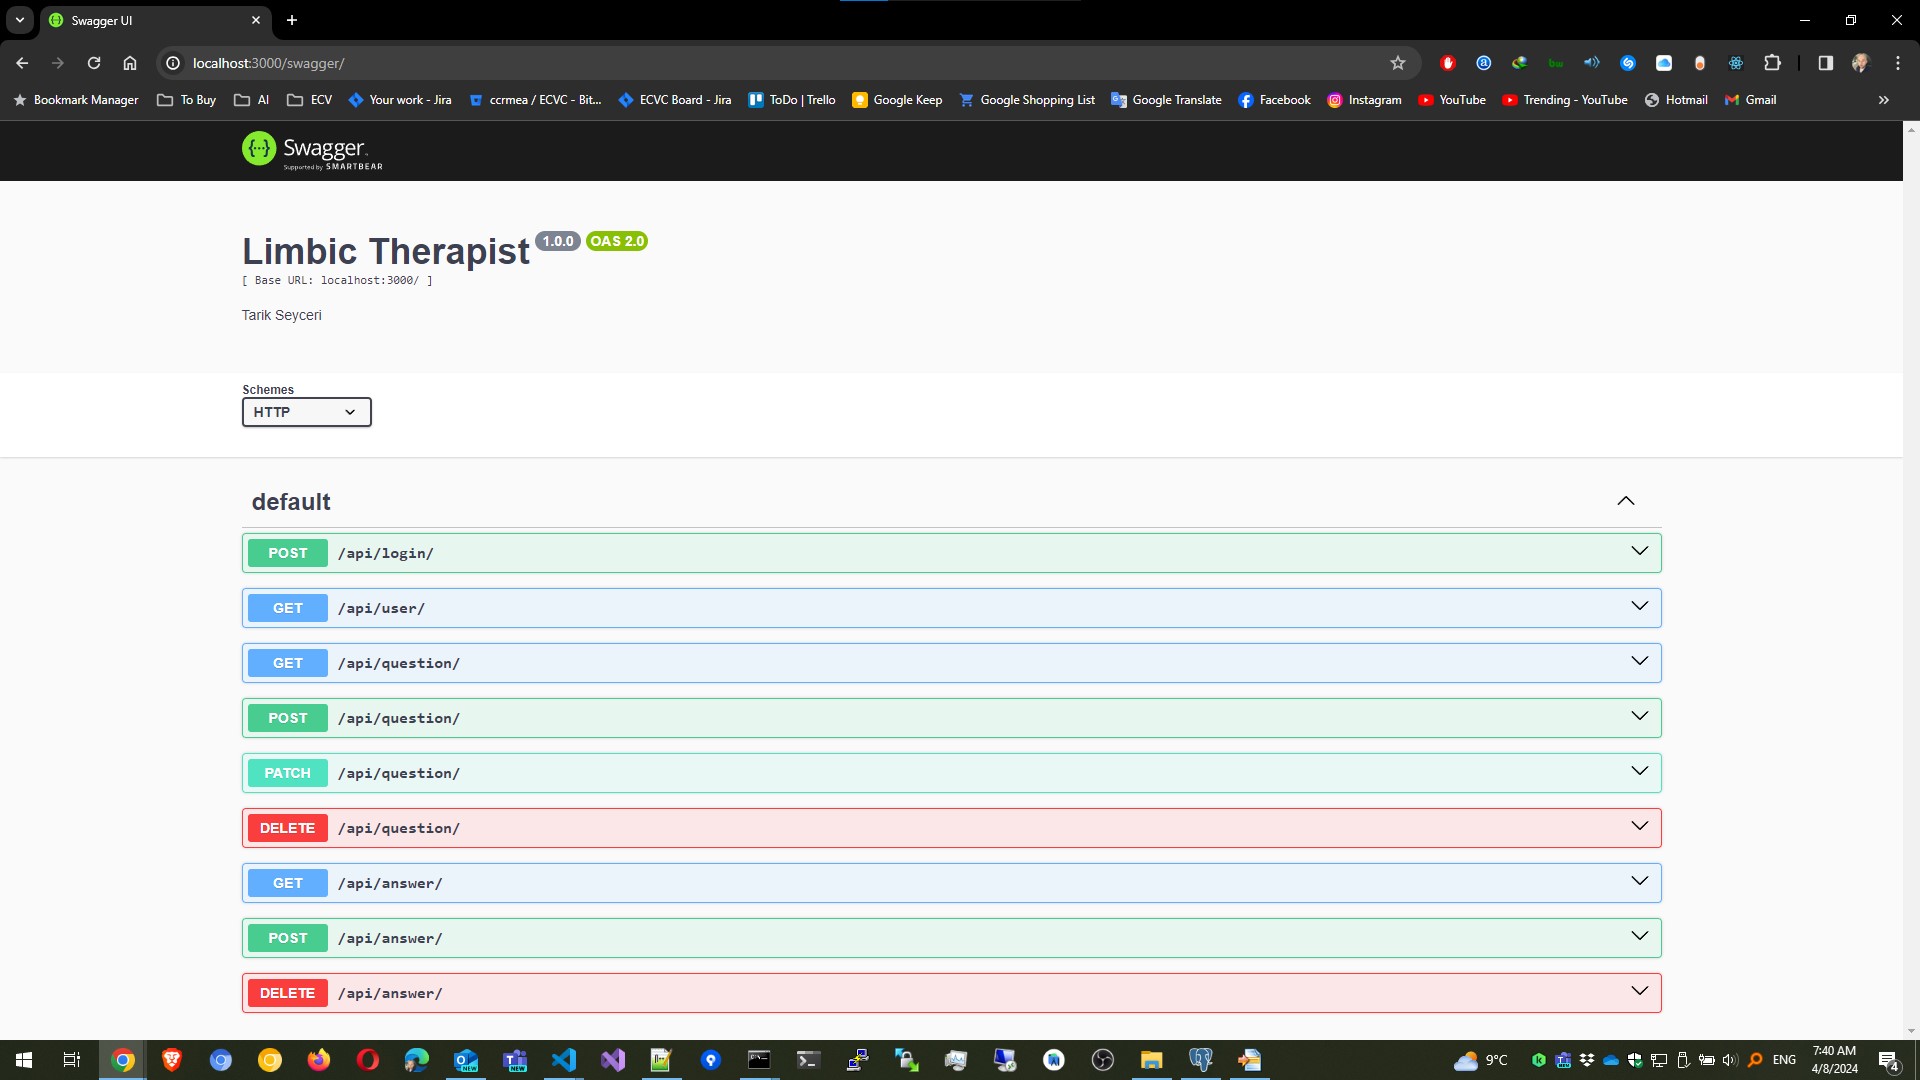 Swagger UI
localhost:3000/swagger/
Bookmark Manager
To Buy
AI
ECV
Your work - Jira
ccrmea / ECVC - Bit...
ECVC Board - Jira
ToDo | Trello
Google Keep
Google Shopping List
Google Translate
Facebook
Instagram
YouTube
Trending - YouTube
Hotmail
Gmail
Swagger
Supported by SMARTBEAR
Limbic Therapist 1.0.0 OAS 2.0
[ Base URL: localhost:3000/ ]
Tarik Seyceri
Schemes
HTTP
default
POST /api/login/
GET /api/user/
GET /api/question/
POST /api/question/
PATCH /api/question/
DELETE /api/question/
GET /api/answer/
POST /api/answer/
DELETE /api/answer/
9°C
ENG
7:40 AM
4/8/2024
4